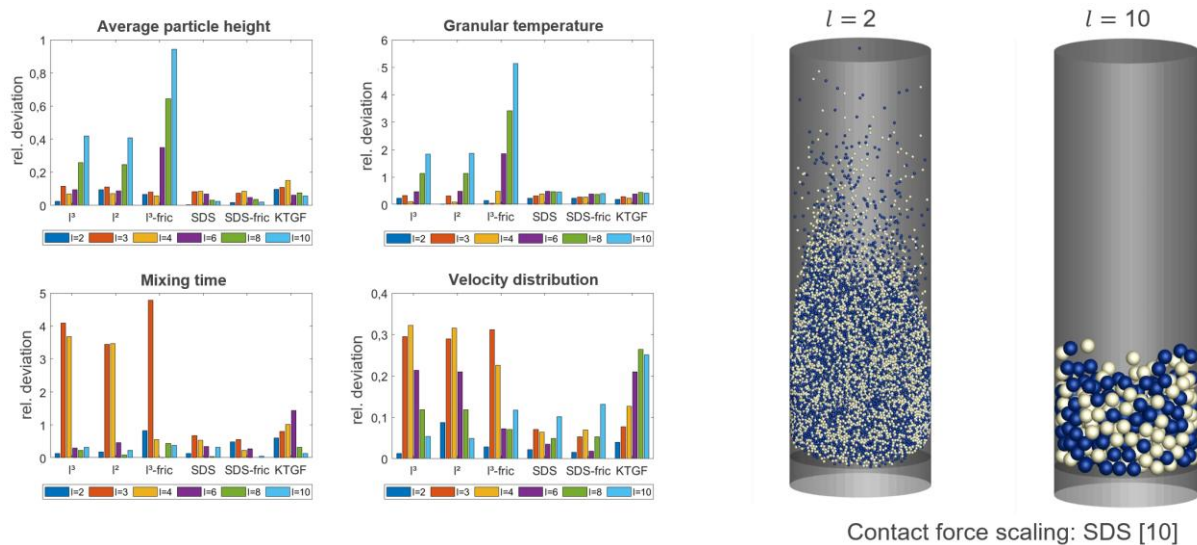 Average particle height
rel. deviation
1
0,8
0,6
0,4
0,2
0
l³ l² l³-fric SDS SDS-fric KTGF
l=2 l=3 l=4 l=6 l=8 l=10
Granular temperature
rel. deviation
6
5
4
3
2
1
0
l³ l² l³-fric SDS SDS-fric KTGF
l=2 l=3 l=4 l=6 l=8 l=10
Mixing time
rel. deviation
5
4
3
2
1
0
l³ l² l³-fric SDS SDS-fric KTGF
l=2 l=3 l=4 l=6 l=8 l=10
Velocity distribution
rel. deviation
0,4
0,3
0,2
0,1
0
l³ l² l³-fric SDS SDS-fric KTGF
l=2 l=3 l=4 l=6 l=8 l=10
l = 2
l = 10
Contact force scaling: SDS [10]